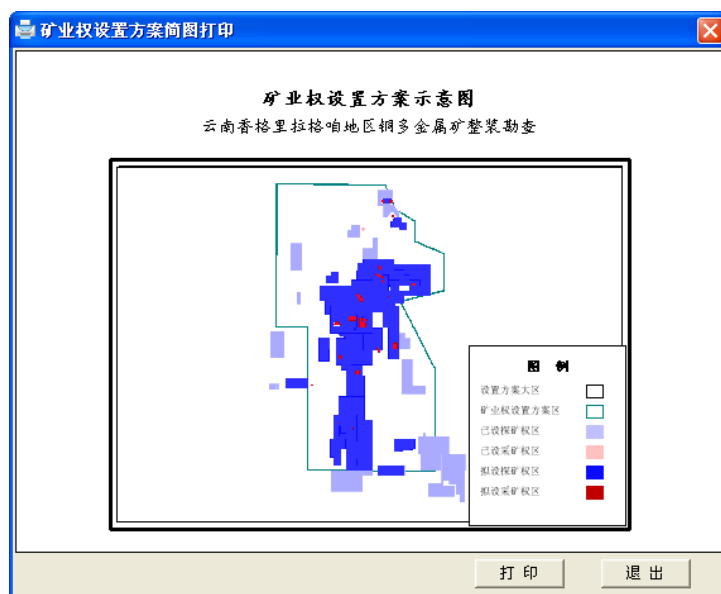 矿业权设置方案简图打印
矿业权设置方案示意图
云南香格里拉格咱地区铜多金属矿整装勘查
图 例
设置方案大区
矿业权设置方案区
已设探矿权区
已设采矿权区
拟设探矿权区
拟设采矿权区
打 印
退 出